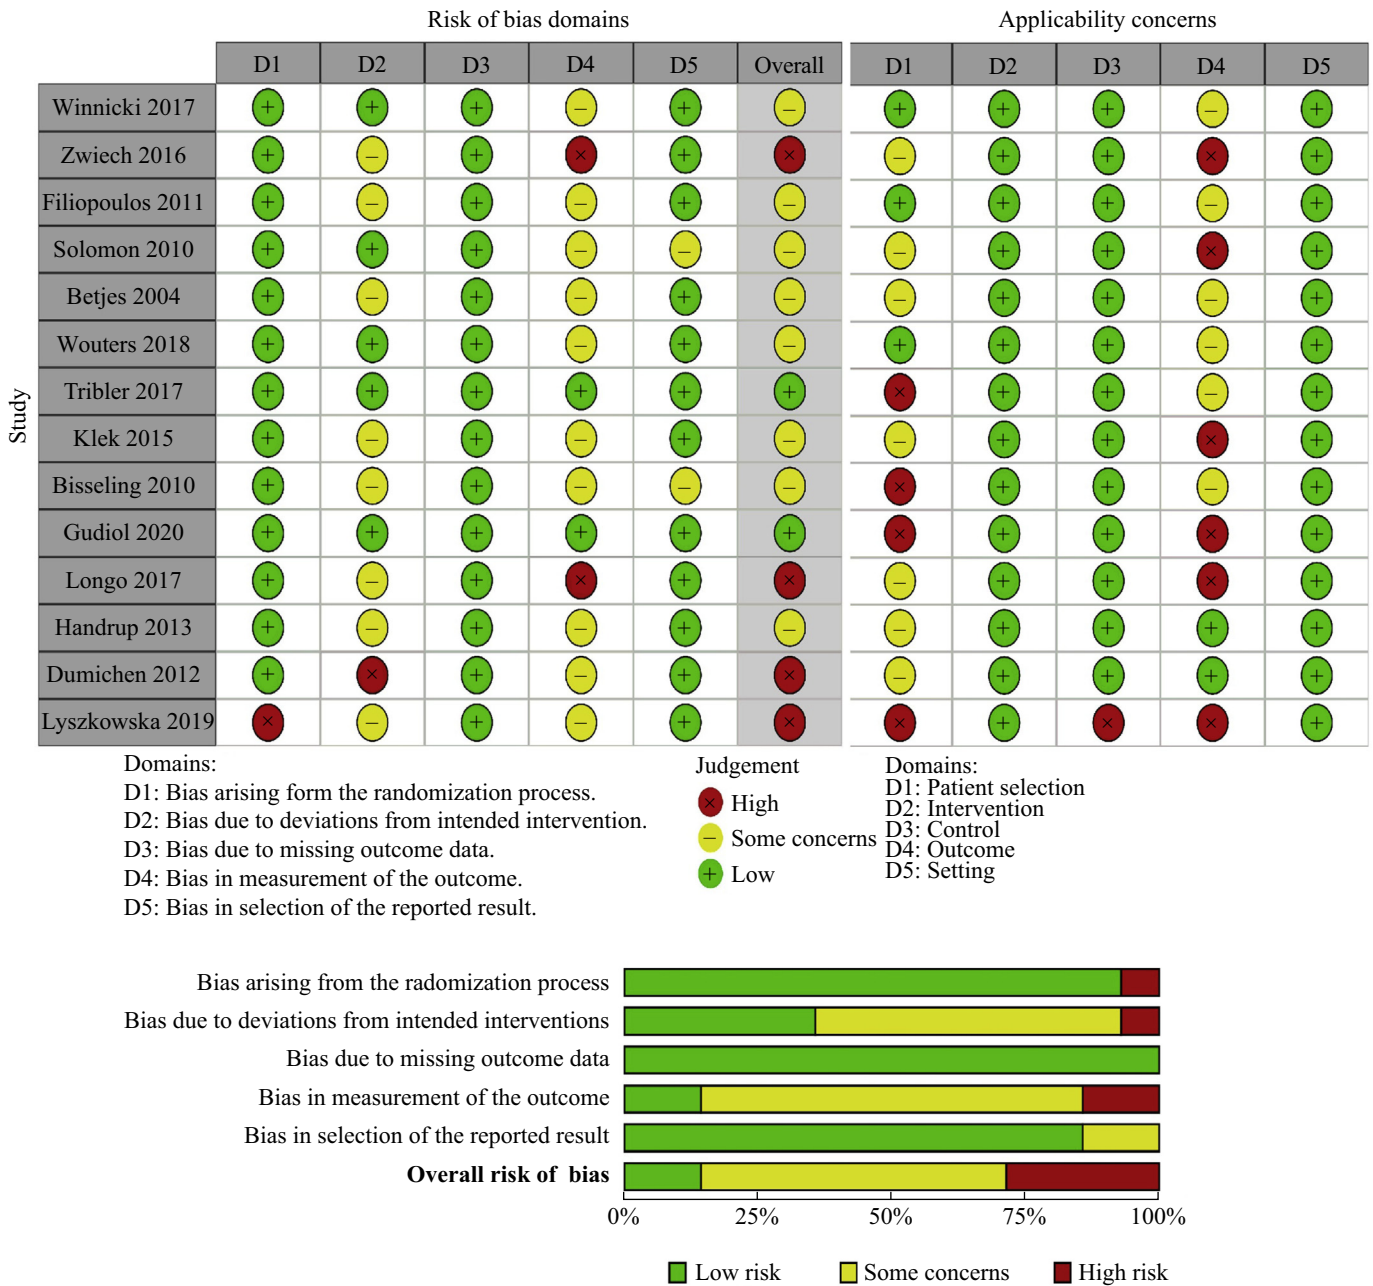 Risk of bias domains
Applicability concerns
D1 D2 D3 D4 D5 Overall D1 D2 D3 D4 D5
Study
Winnicki 2017 + + + – + – + + + – +
Zwiech 2016 + – + × + × – + + × +
Filiopoulos 2011 + – + – + – + + + – +
Solomon 2010 + + + – – – – + + × +
Betjes 2004 + – + – + – – + + – +
Wouters 2018 + + + – + – + + + – +
Tribler 2017 + + + + + + × + + – +
Klek 2015 + – + – + – – + + × +
Bisseling 2010 + – + – – – × + + – +
Gudiol 2020 + + + + + + × + + × +
Longo 2017 + – + × + × – + + × +
Handrup 2013 + – + – + – – + + + +
Dumichen 2012 + × + – + × – + + + +
Lyszkowska 2019 × – + – + × × + × × +
Domains:
D1: Bias arising form the randomization process.
D2: Bias due to deviations from intended intervention.
D3: Bias due to missing outcome data.
D4: Bias in measurement of the outcome.
D5: Bias in selection of the reported result.
Judgement
× High
– Some concerns
+ Low
Domains:
D1: Patient selection
D2: Intervention
D3: Control
D4: Outcome
D5: Setting
Bias arising from the radomization process
Bias due to deviations from intended interventions
Bias due to missing outcome data
Bias in measurement of the outcome
Bias in selection of the reported result
Overall risk of bias
0% 25% 50% 75% 100%
Low risk Some concerns High risk